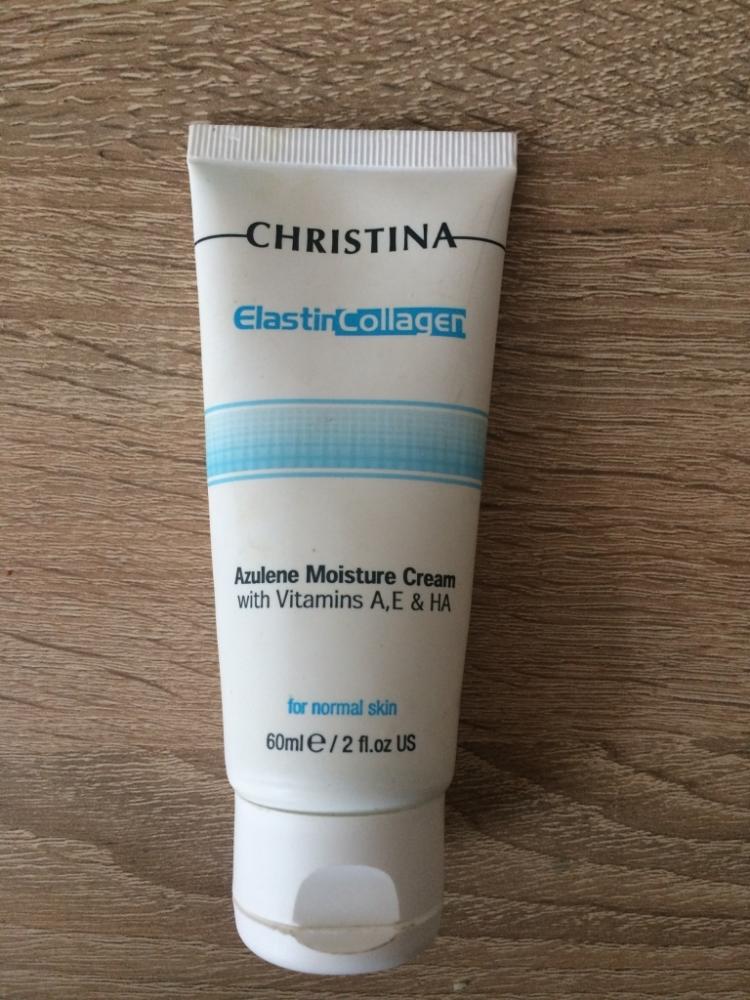 CHRISTINA
ElastinCollagen
Azulene Moisture Cream
with Vitamins A,E & HA
for normal skin
60ml ℮ / 2 fl.oz US